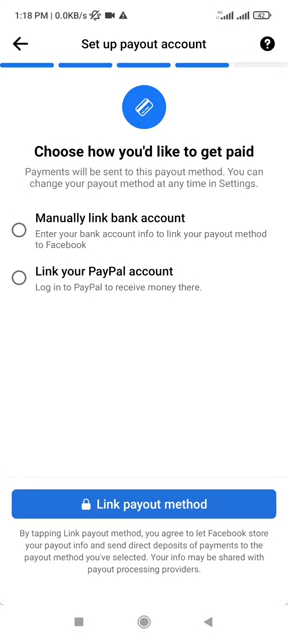 1:18 PM | 0.0KB/s
4G
42
Set up payout account
?
Choose how you'd like to get paid
Payments will be sent to this payout method. You can
change your payout method at any time in Settings.
Manually link bank account
Enter your bank account info to link your payout method
to Facebook
Link your PayPal account
Log in to PayPal to receive money there.
Link payout method
By tapping Link payout method, you agree to let Facebook store
your payout info and send direct deposits of payments to the
payout method you've selected. Your info may be shared with
payout processing providers.